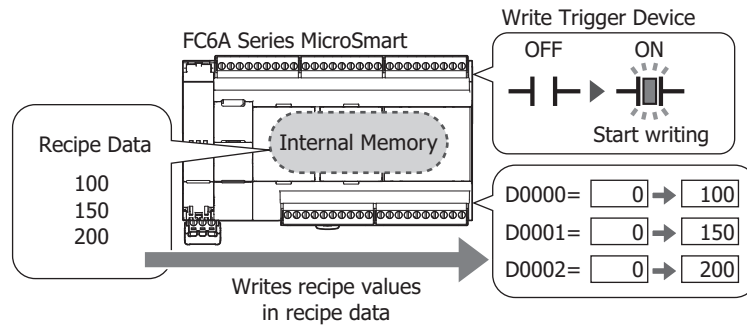 Write Trigger Device
FC6A Series MicroSmart
OFF ON
Start writing
Recipe Data
100
150
200
Internal Memory
D0000= 0 100
D0001= 0 150
D0002= 0 200
Writes recipe values
in recipe data